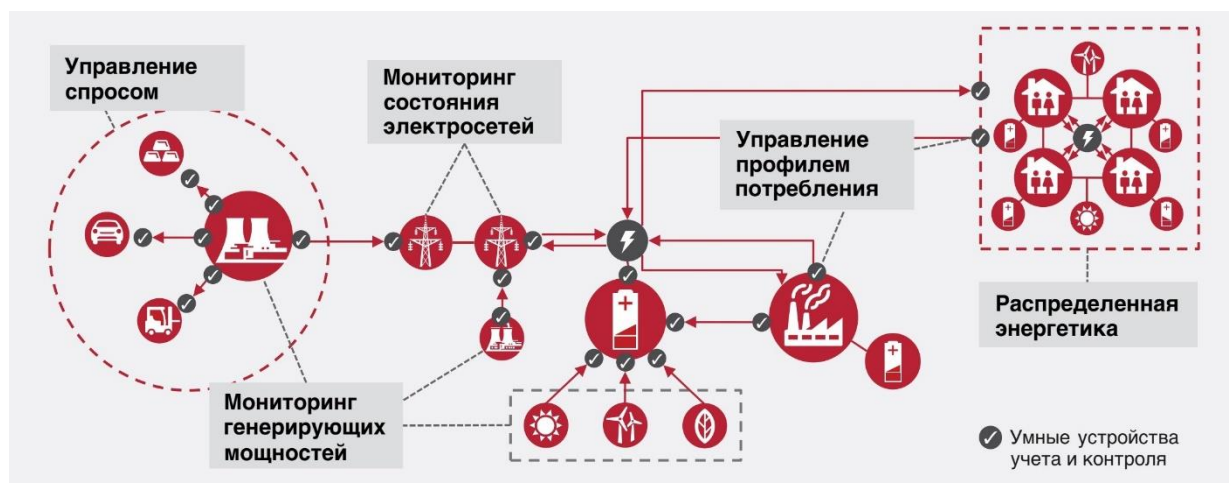 Управление
спросом
Мониторинг
состояния
электросетей
Управление
профилем
потребления
Распределенная
энергетика
Мониторинг
генерирующих
мощностей
Умные устройства
учета и контроля